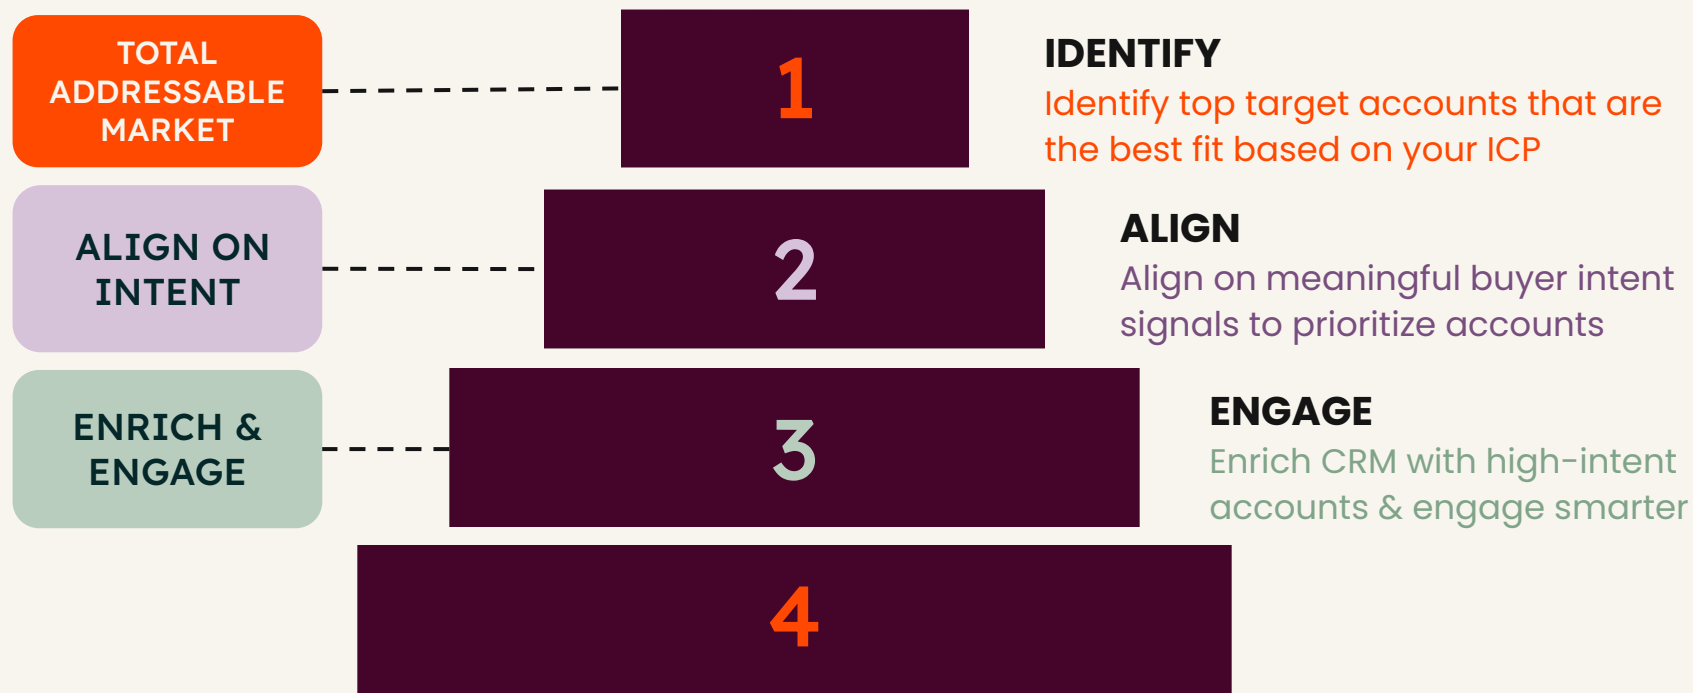 TOTAL
ADDRESSABLE
MARKET
1
IDENTIFY
Identify top target accounts that are
the best fit based on your ICP
ALIGN ON
INTENT
2
ALIGN
Align on meaningful buyer intent
signals to prioritize accounts
ENRICH &
ENGAGE
3
ENGAGE
Enrich CRM with high-intent
accounts & engage smarter
4